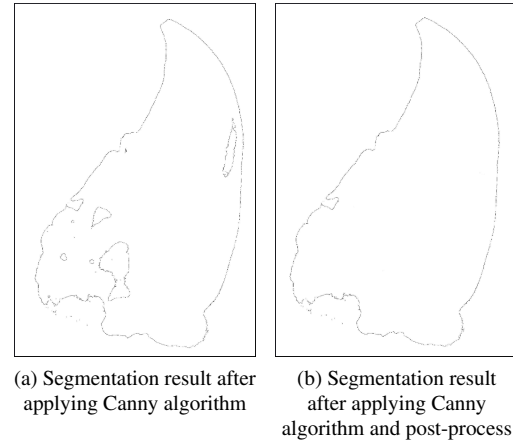 (a) Segmentation result after
applying Canny algorithm
(b) Segmentation result
after applying Canny
algorithm and post-process